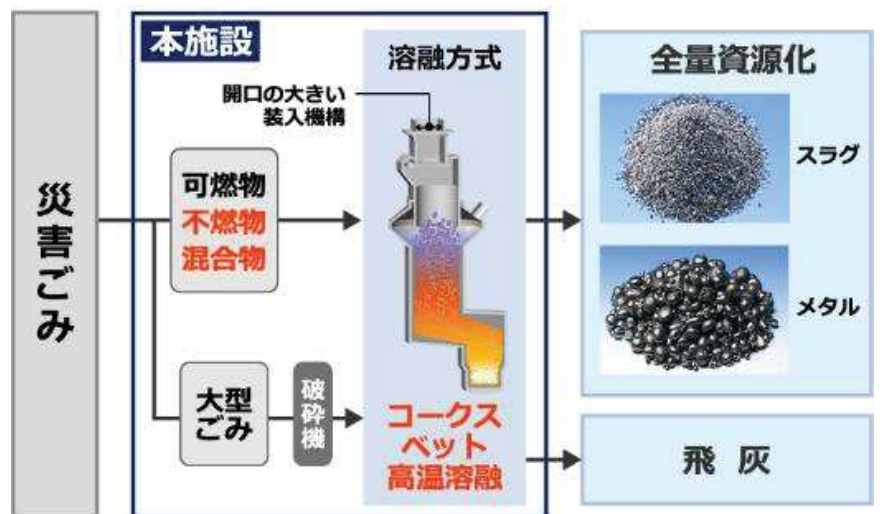 災害ごみ
本施設
可燃物
不燃物
混合物
大型
ごみ
破砕機
溶融方式
開口の大きい
装入機構
コークス
ベット
高温溶融
全量資源化
スラグ
メタル
飛灰